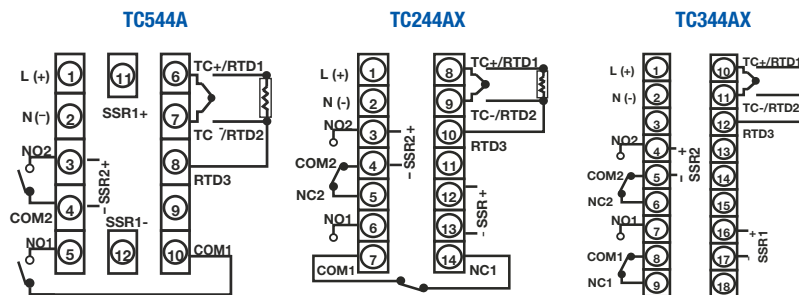 TC544A
L (+)
1
11
6
TC+/RTD1
SSR1+
N(–)
2
7
TC-/RTD2
NO2
3
8
RTD3
– SSR2+
COM2
4
9
SSR1-
NO1
5
12
10
COM1
TC244AX
L (+)
1
8
TC+/RTD1
N (-)
2
9
TC-/RTD2
NO2
3
10
RTD3
– SSR2+
COM2
4
11
NC2
5
12
- SSR +
NO1
6
13
COM1
7
14
NC1
TC344AX
L (+)
1
10
TC+/RTD1
N (-)
2
11
TC-/RTD2
3
12
RTD3
NO2
4
13
+
SSR2
-
COM2
5
14
NC2
6
15
NO1
7
16
+
SSR1
-
COM1
8
17
NC1
9
18